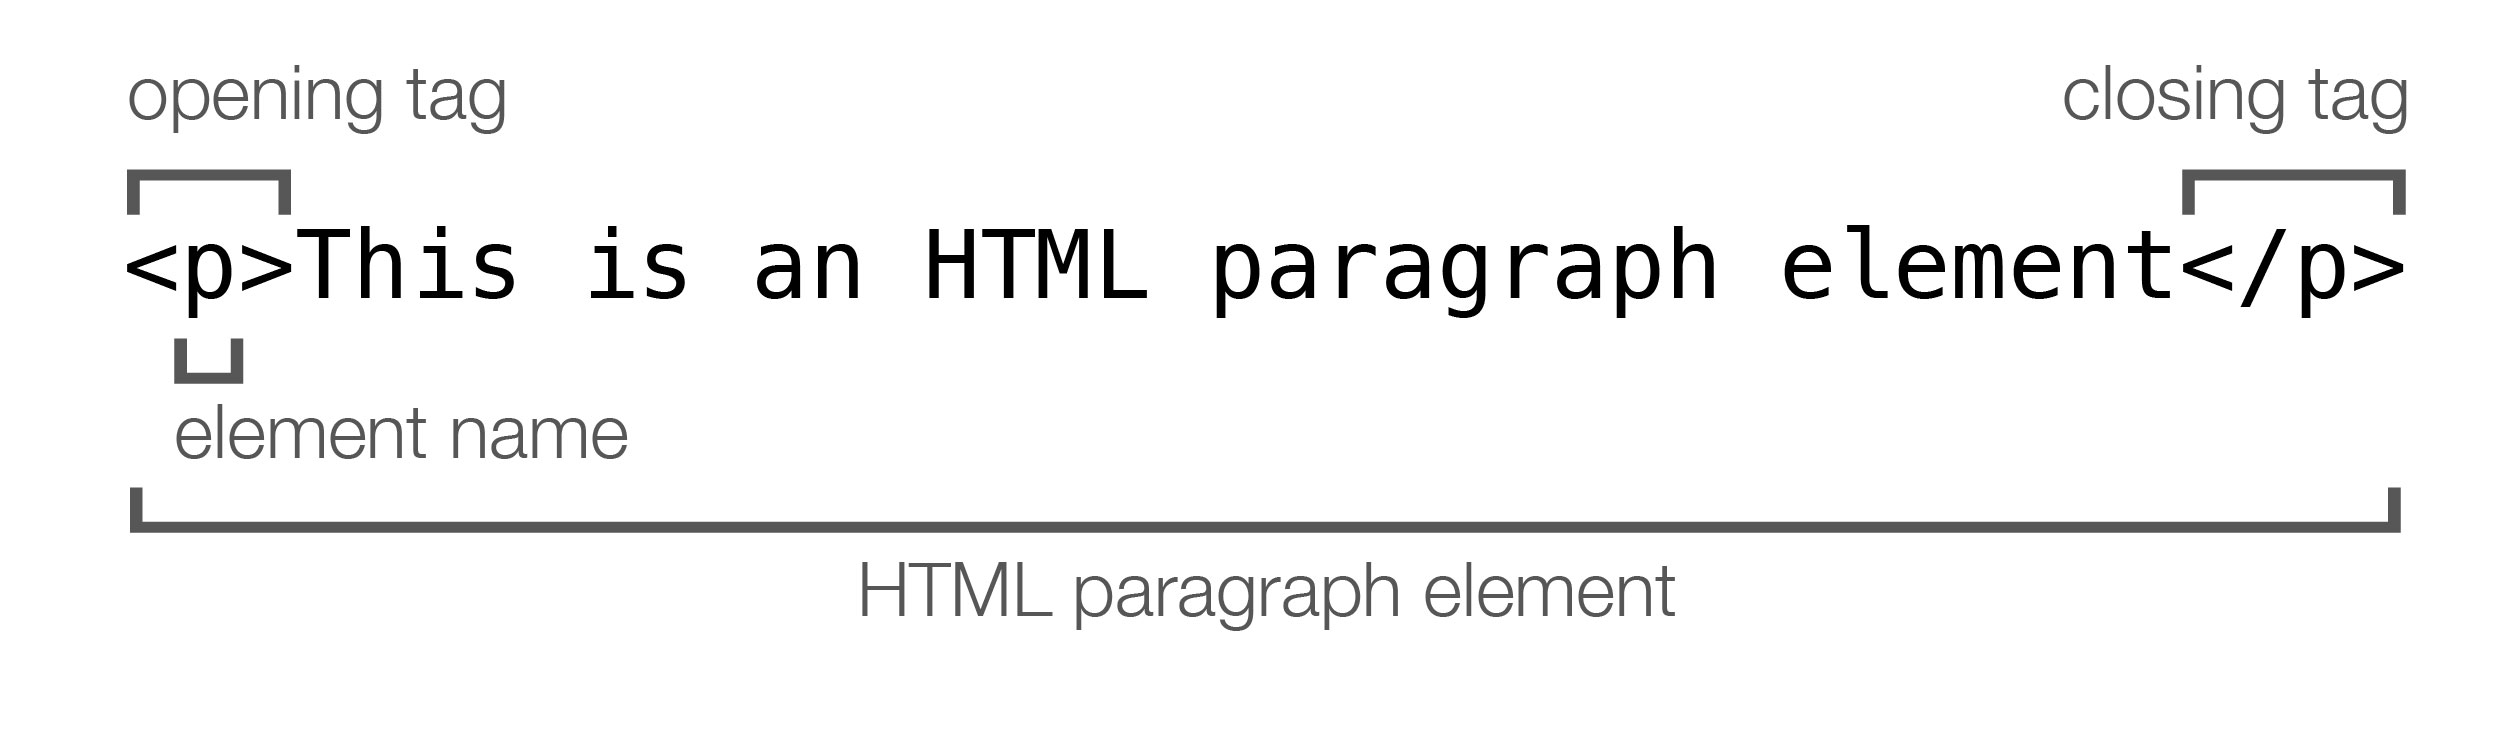 opening tag closing tag
<p>This is an HTML paragraph element</p>
element name
HTML paragraph element